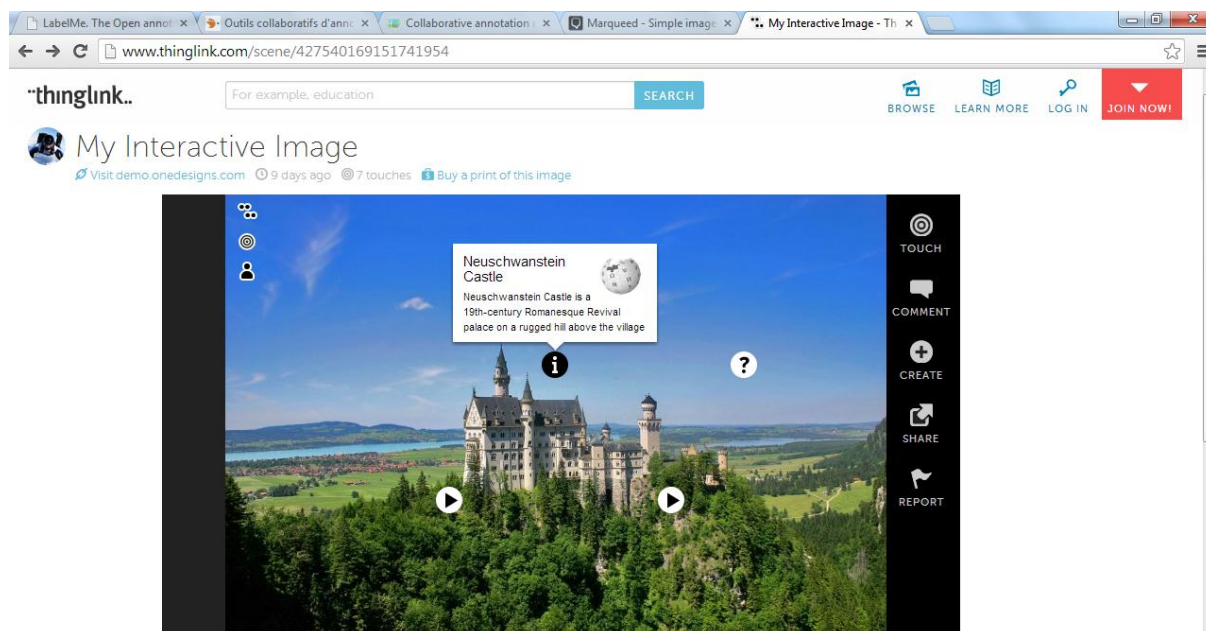 LabelMe. The Open annot
Outils collaboratifs d'anno
Collaborative annotation
Marqueed - Simple image
My Interactive Image - Th
www.thinglink.com/scene/427540169151741954
thinglink..
For example, education
SEARCH
BROWSE
LEARN MORE
LOG IN
JOIN NOW!
My Interactive Image
Visit demo.onedesigns.com
9 days ago
7 touches
Buy a print of this image
Neuschwanstein
Castle
Neuschwanstein Castle is a
19th-century Romanesque Revival
palace on a rugged hill above the village
i
?
TOUCH
COMMENT
CREATE
SHARE
REPORT